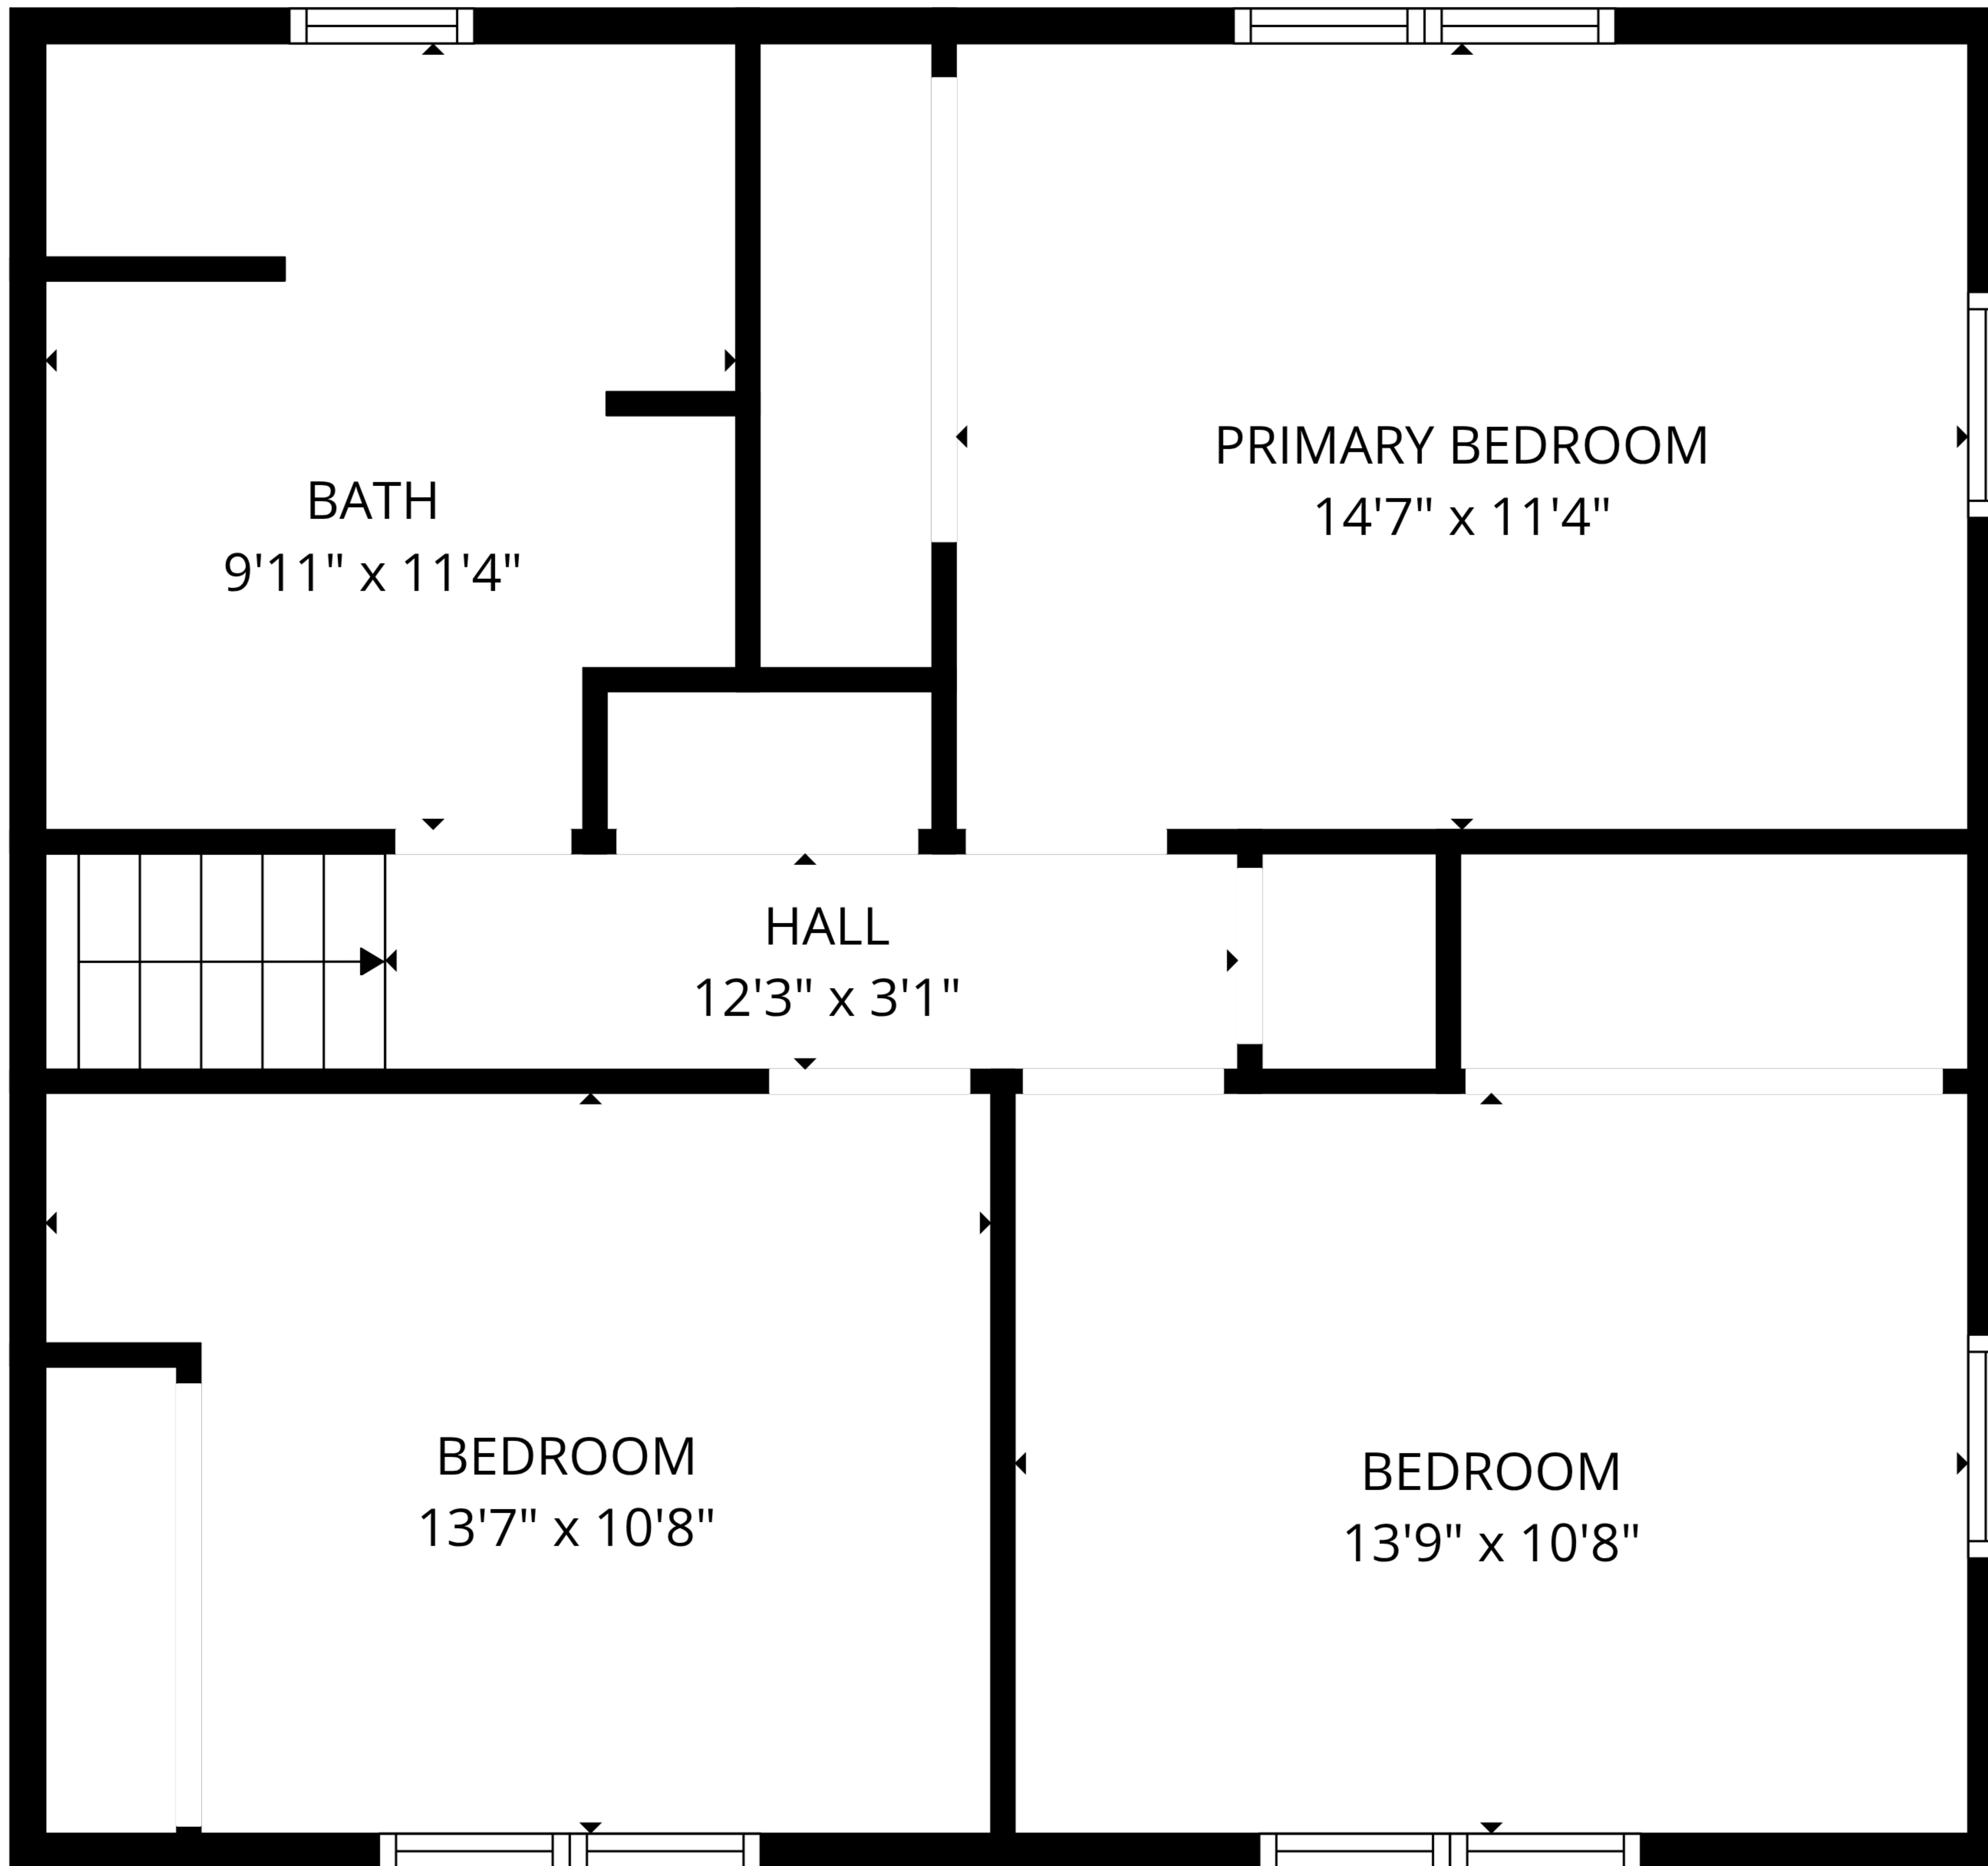 PRIMARY BEDROOM
14'7" x 11'4"
BATH
9'11" x 11'4"
HALL
12'3" x 3'1"
BEDROOM
13'7" x 10'8"
BEDROOM
13'9" x 10'8"